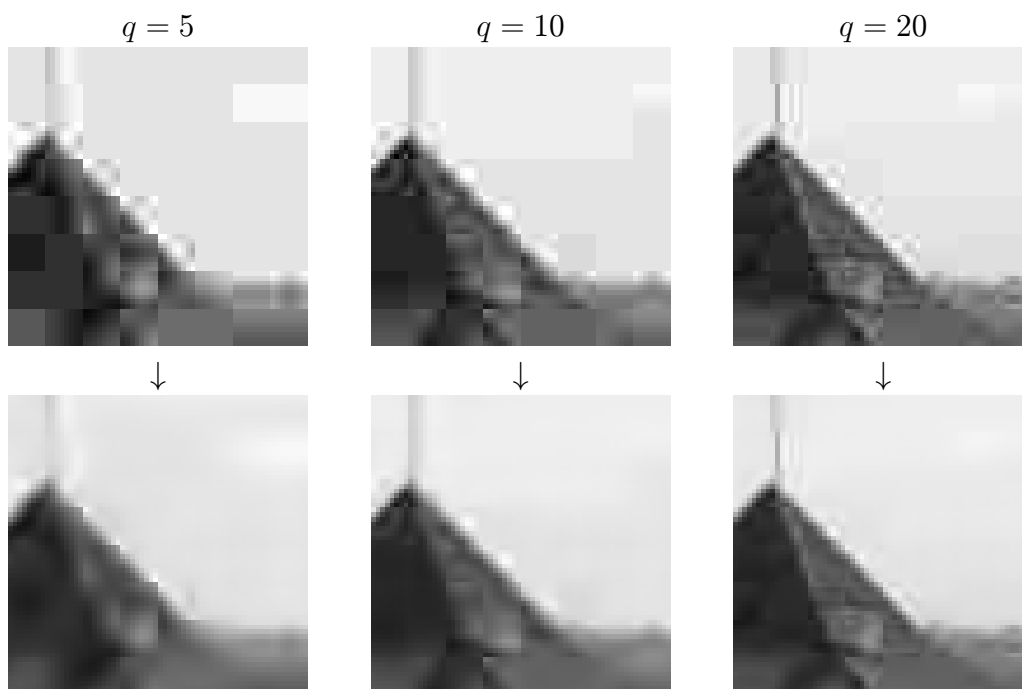 q = 5 q = 10 q = 20
↓ ↓ ↓